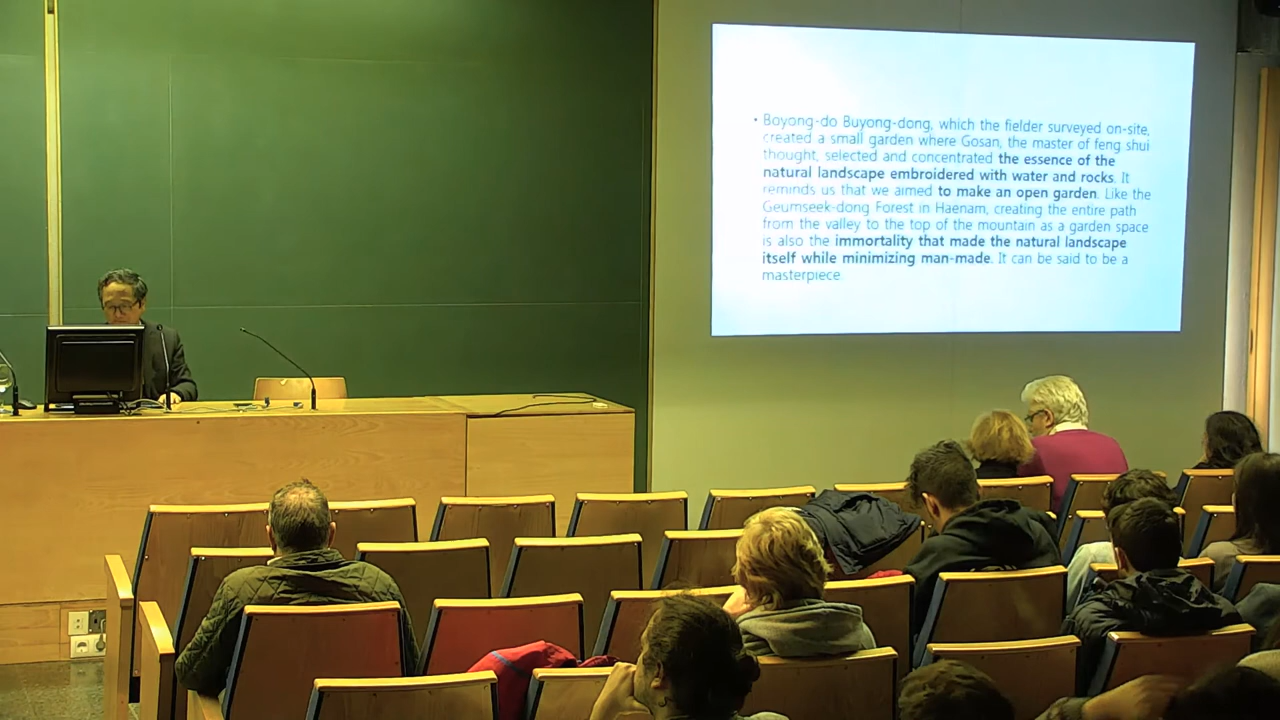 • Boyong-do Buyong-dong, which the fielder surveyed on-site,
created a small garden where Gosan, the master of feng shui
thought, selected and concentrated the essence of the
natural landscape embroidered with water and rocks. It
reminds us that we aimed to make an open garden. Like the
Geumseek-dong Forest in Haenam, creating the entire path
from the valley to the top of the mountain as a garden space
is also the immortality that made the natural landscape
itself while minimizing man-made. It can be said to be a
masterpiece